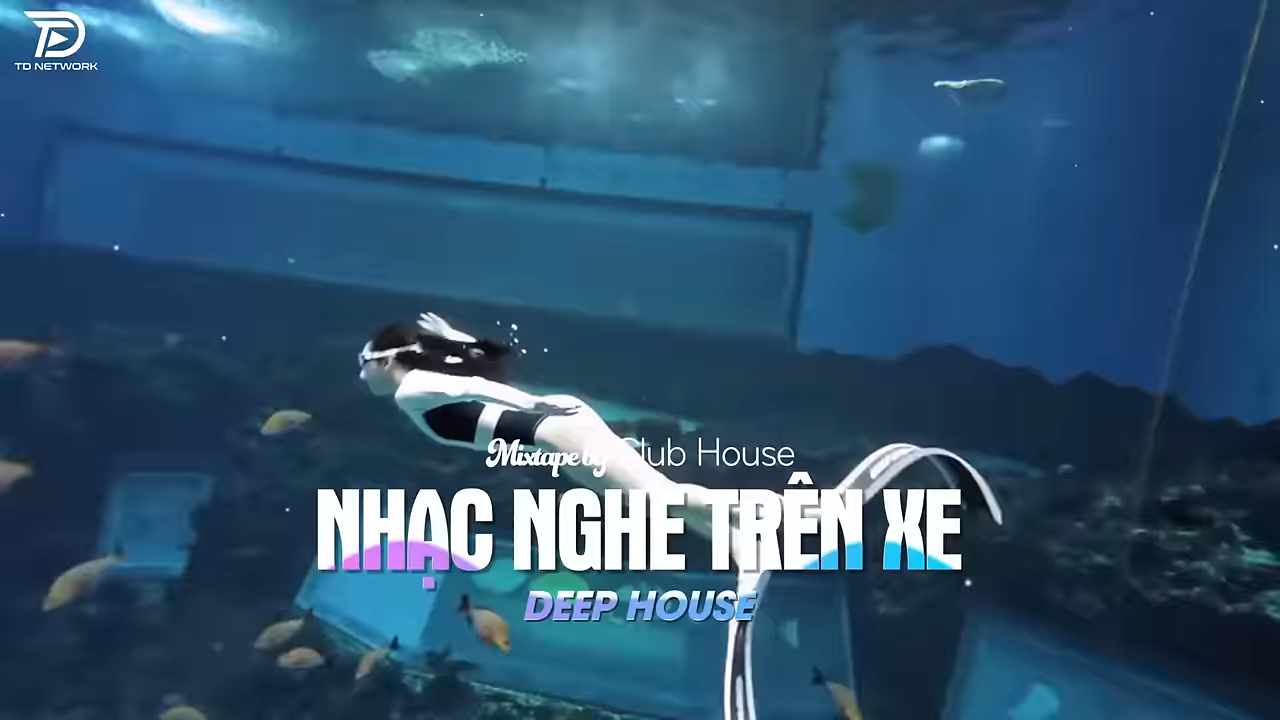 TD NETWORK
Mixtape by Club House
NHẠC NGHE TRÊN XE
DEEP HOUSE